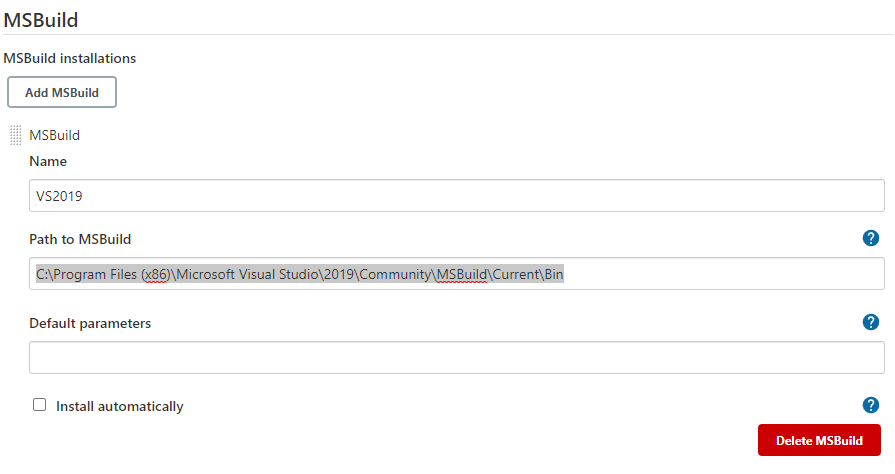 MSBuild
MSBuild installations
Add MSBuild
MSBuild
Name
VS2019
Path to MSBuild
?
C:\Program Files (x86)\Microsoft Visual Studio\2019\Community\MSBuild\Current\Bin
Default parameters
?
Install automatically
?
Delete MSBuild